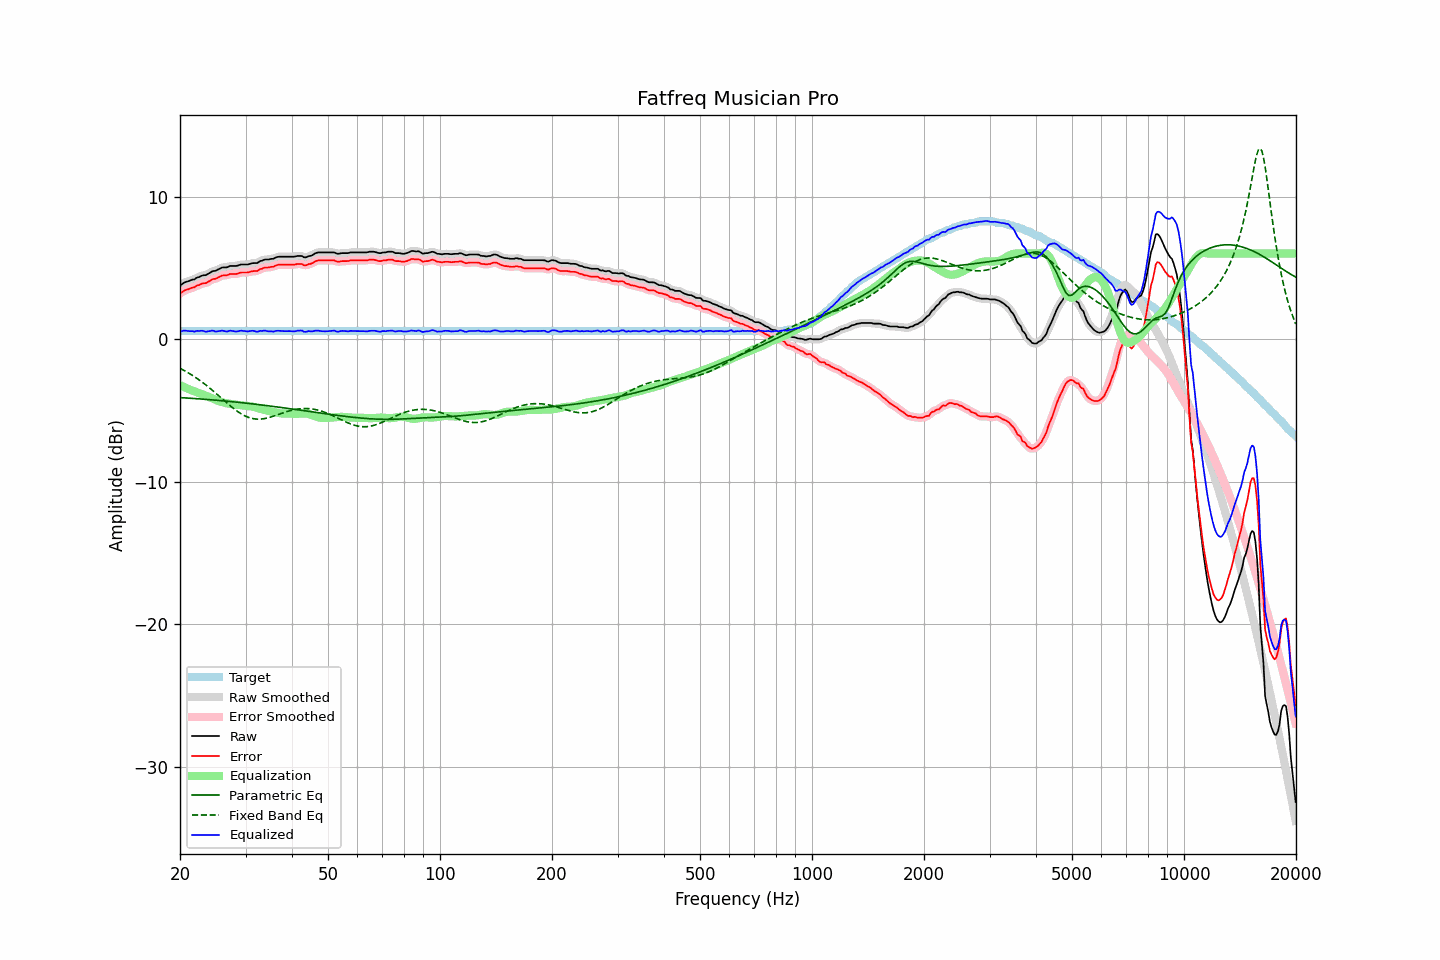 Fatfreq Musician Pro
10
0
−10
−20
−30
Amplitude (dBr)
Target
Raw Smoothed
Error Smoothed
Raw
Error
Equalization
Parametric Eq
Fixed Band Eq
Equalized
20 50 100 200 500 1000 2000 5000 10000 20000
Frequency (Hz)